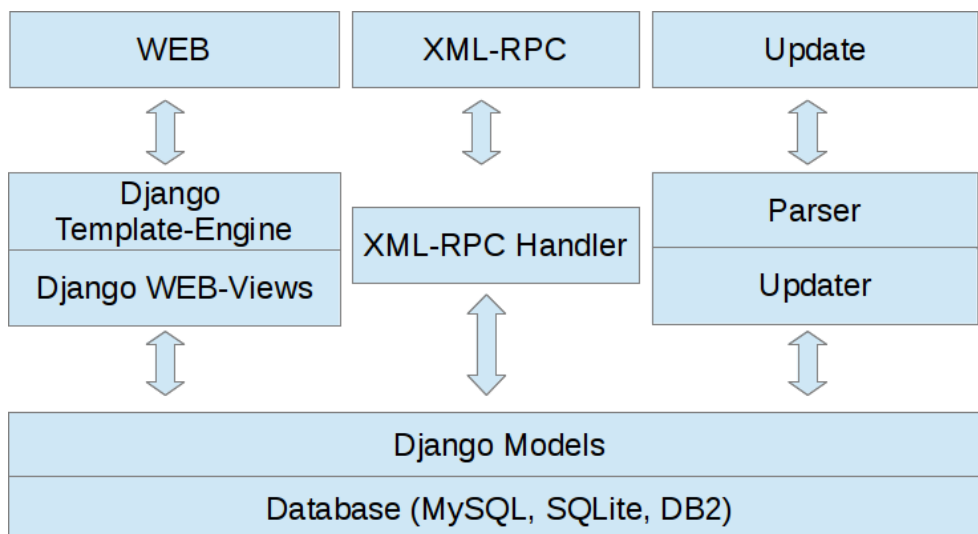 WEB
XML-RPC
Update
Django
Template-Engine
Django WEB-Views
XML-RPC Handler
Parser
Updater
Django Models
Database (MySQL, SQLite, DB2)